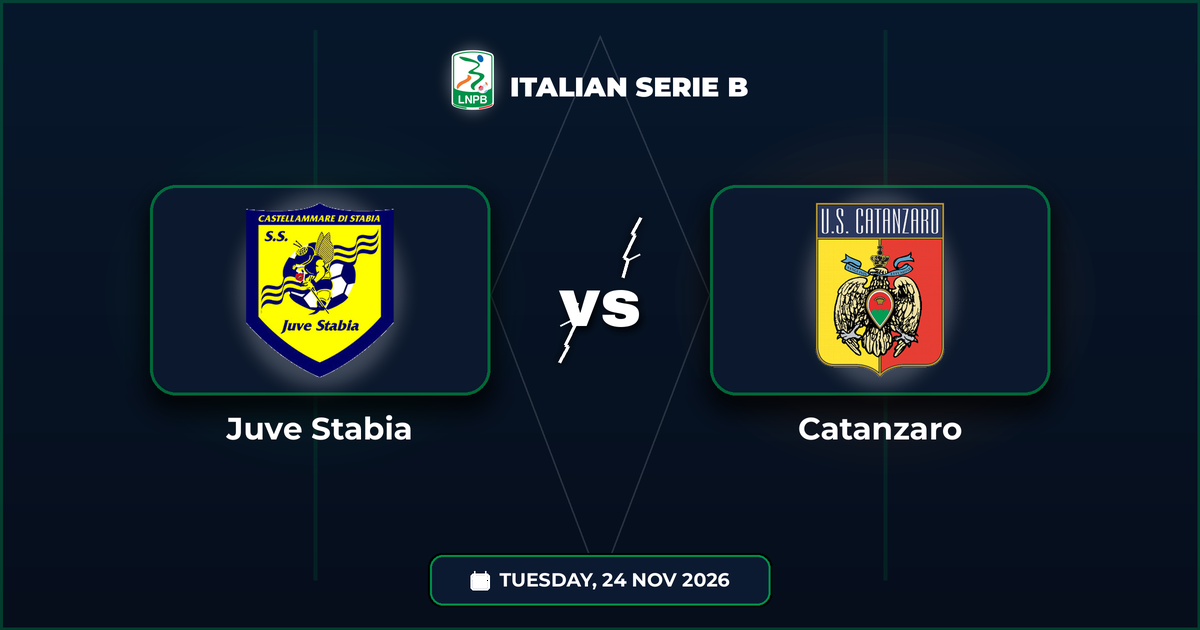 LNPB
ITALIAN SERIE B
CASTELLAMMARE DI STABIA
S.S.
Juve Stabia
U.S. CATANZARO
VS
Juve Stabia
Catanzaro
TUESDAY, 24 NOV 2026